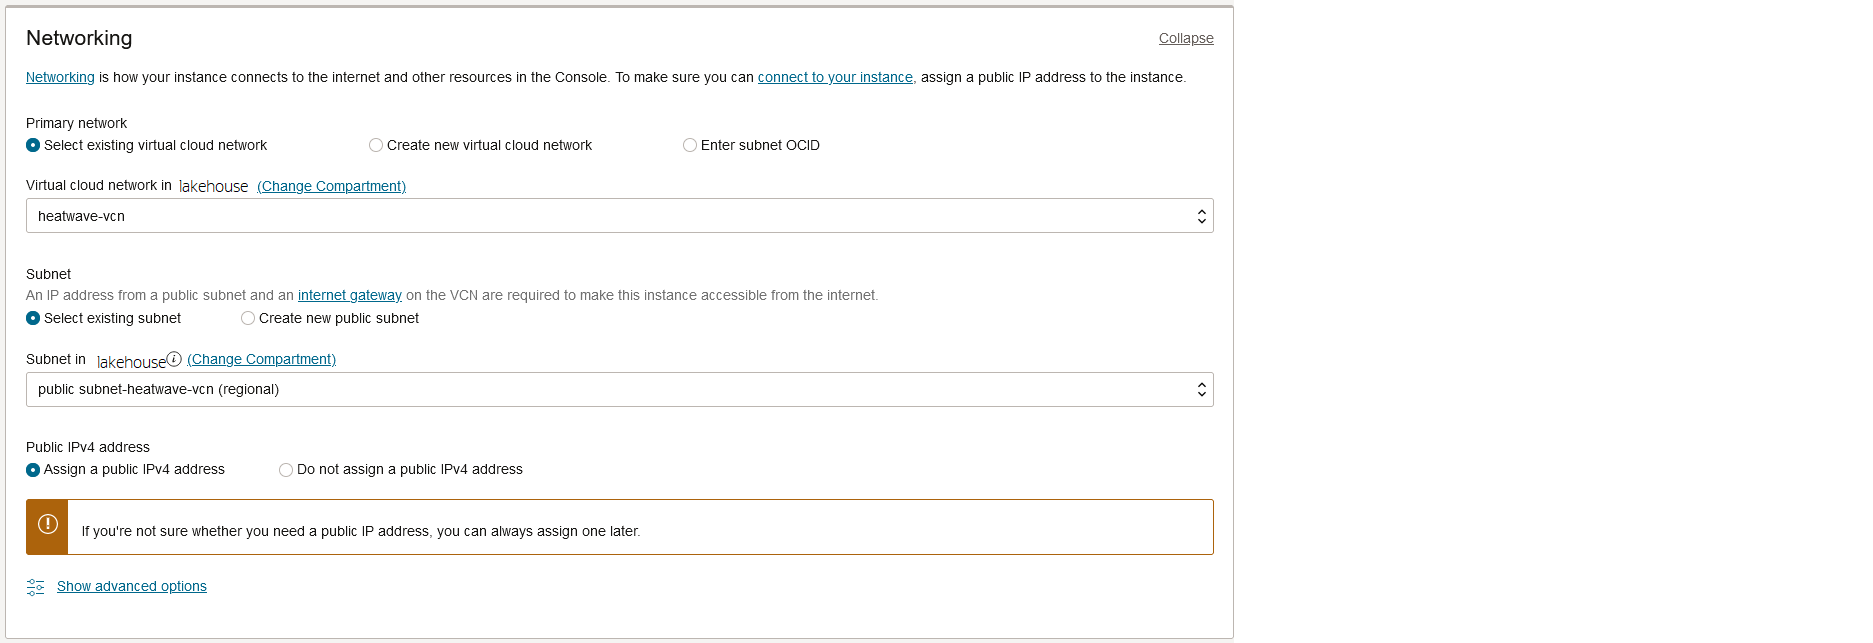 Networking
Collapse
Networking is how your instance connects to the internet and other resources in the Console. To make sure you can connect to your instance, assign a public IP address to the instance.
Primary network
Select existing virtual cloud network
Create new virtual cloud network
Enter subnet OCID
Virtual cloud network in lakehouse (Change Compartment)
heatwave-vcn
Subnet
An IP address from a public subnet and an internet gateway on the VCN are required to make this instance accessible from the internet.
Select existing subnet
Create new public subnet
Subnet in lakehouse (Change Compartment)
public subnet-heatwave-vcn (regional)
Public IPv4 address
Assign a public IPv4 address
Do not assign a public IPv4 address
If you're not sure whether you need a public IP address, you can always assign one later.
Show advanced options